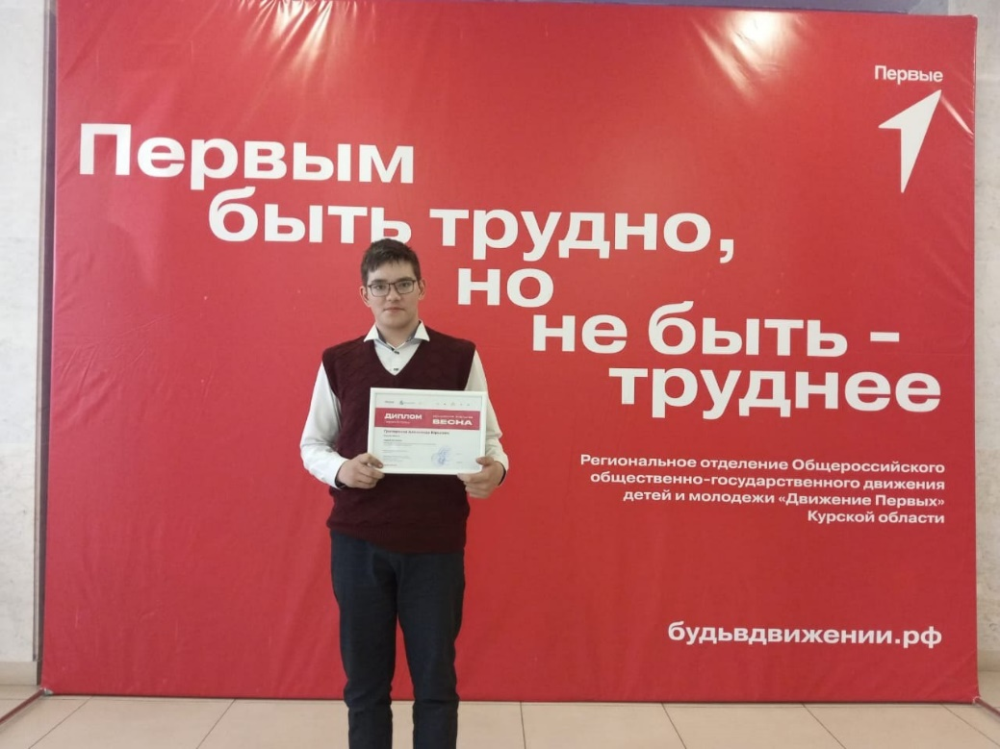 Первые
Первым
быть трудно,
но
не быть -
труднее
ДИПЛОМ
ВЕСНА
Региональное отделение Общероссийского
общественно-государственного движения
детей и молодежи «Движение Первых»
Курской области
будьвдвижении.рф